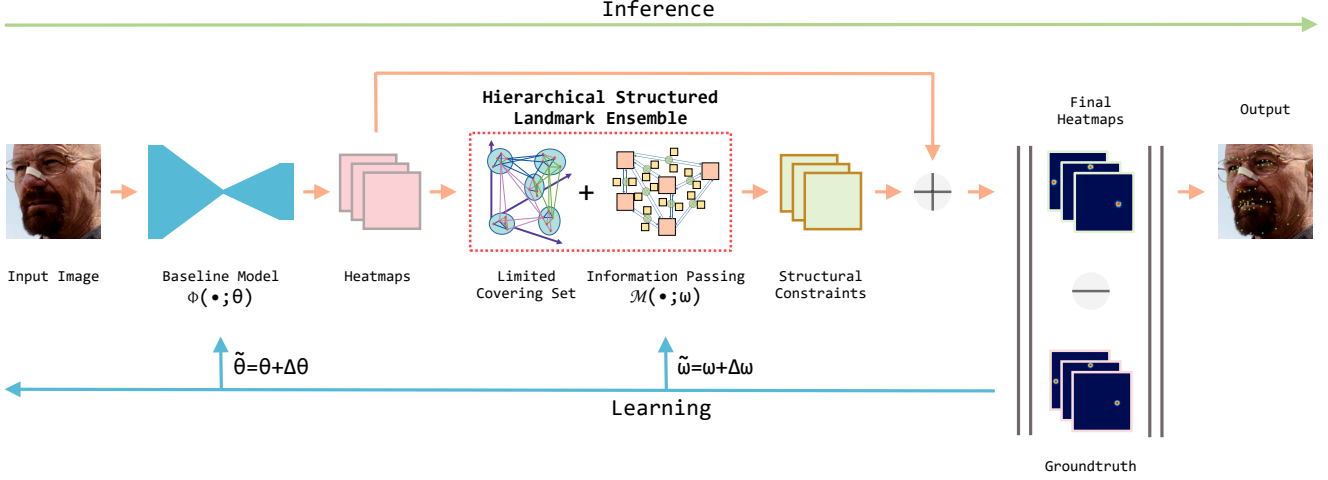 Inference
Hierarchical Structured
Landmark Ensemble
+
Final
Heatmaps
Output
Input Image
Baseline Model
Φ(•;θ)
Heatmaps
Limited
Covering Set
Information Passing
ℳ(•;ω)
Structural
Constraints
θ̃=θ+Δθ
ω̃=ω+Δω
Learning
Groundtruth